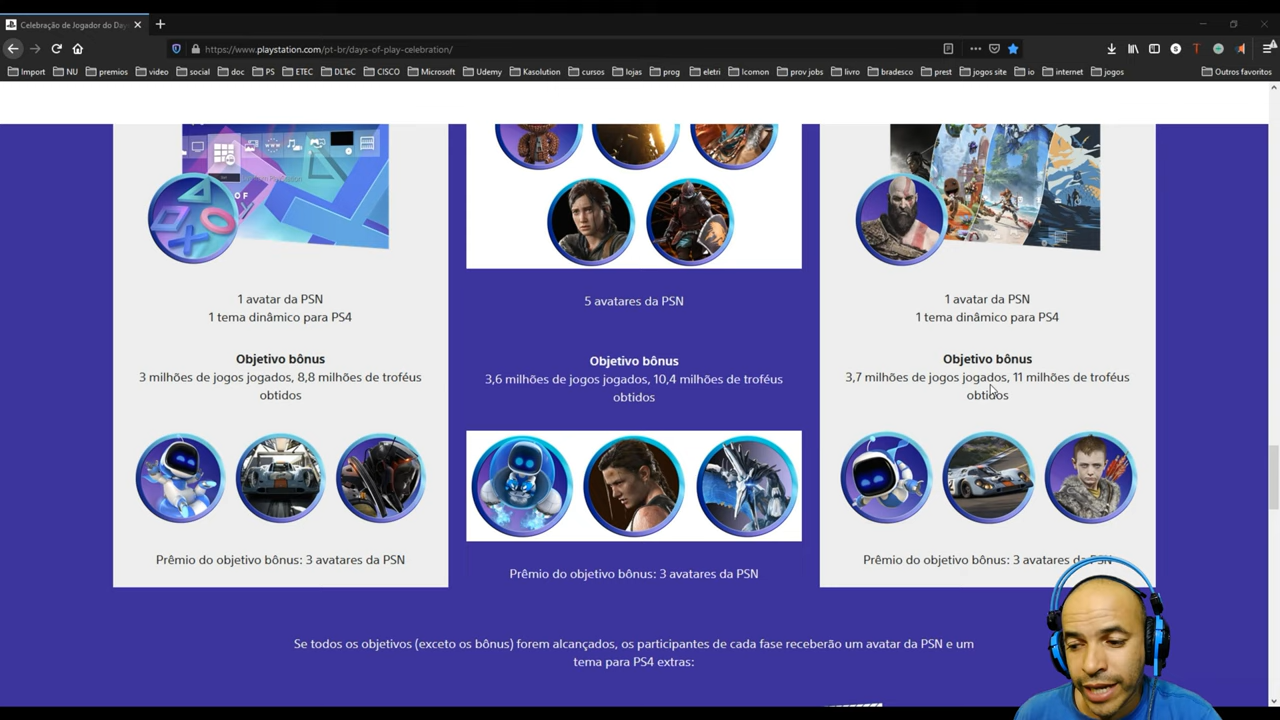 Celebração de Jogador do Day
https://www.playstation.com/pt-br/days-of-play-celebration/
Import NU premios video social doc PS ETEC DLTeC CISCO Microsoft Udemy Kasolution cursos lojas prog eletri Icomon prov jobs livro bradesco prest jogos site io internet jogos Outros favoritos
1 avatar da PSN
1 tema dinâmico para PS4
Objetivo bônus
3 milhões de jogos jogados, 8,8 milhões de troféus
obtidos
Prêmio do objetivo bônus: 3 avatares da PSN
5 avatares da PSN
Objetivo bônus
3,6 milhões de jogos jogados, 10,4 milhões de troféus
obtidos
Prêmio do objetivo bônus: 3 avatares da PSN
1 avatar da PSN
1 tema dinâmico para PS4
Objetivo bônus
3,7 milhões de jogos jogados, 11 milhões de troféus
obtidos
Prêmio do objetivo bônus: 3 avatares da PSN
Se todos os objetivos (exceto os bônus) forem alcançados, os participantes de cada fase receberão um avatar da PSN e um
tema para PS4 extras: